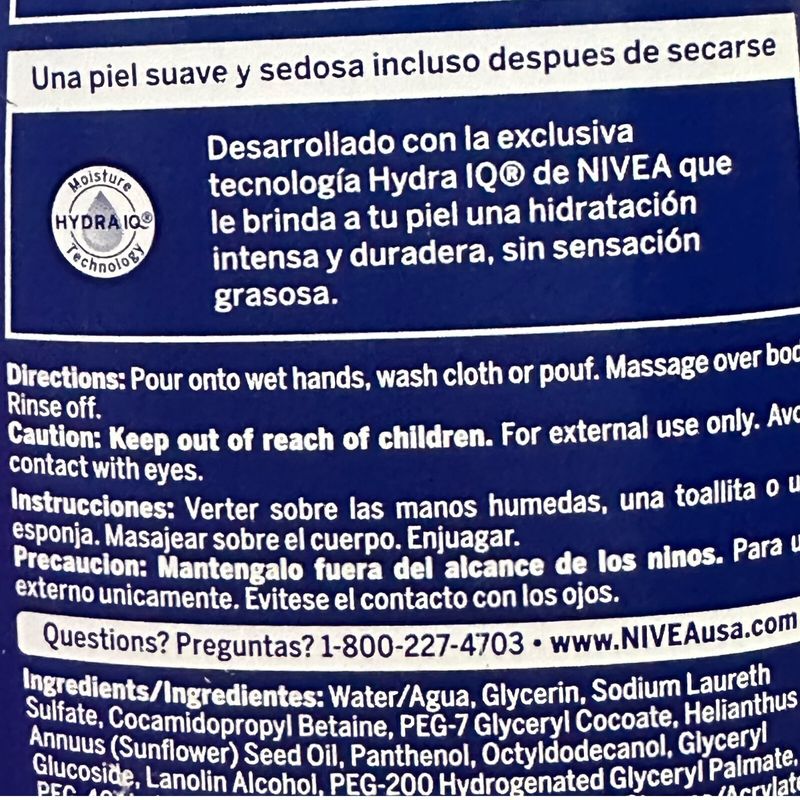 Una piel suave y sedosa incluso despues de secarse
Moisture
HYDRA IQ®
Technology
Desarrollado con la exclusiva
tecnología Hydra IQ® de NIVEA que
le brinda a tu piel una hidratación
intensa y duradera, sin sensación
grasosa.
Directions: Pour onto wet hands, wash cloth or pouf. Massage over
Rinse off.
Caution: Keep out of reach of children. For external use only.
contact with eyes.
Instrucciones: Verter sobre las manos humedas, una toallita o
esponja. Masajear sobre el cuerpo. Enjuagar.
Precaucion: Mantengalo fuera del alcance de los ninos. Para
externo unicamente. Evitese el contacto con los ojos.
Questions? Preguntas? 1-800-227-4703 • www.NIVEAusa.com
Ingredients/Ingredientes: Water/Agua, Glycerin, Sodium Laureth
Sulfate, Cocamidopropyl Betaine, PEG-7 Glyceryl Cocoate, Helianthus
Annuus (Sunflower) Seed Oil, Panthenol, Octyldodecanol, Glyceryl
Glucoside, Lanolin Alcohol, PEG-200 Hydrogenated Glyceryl Palmate,